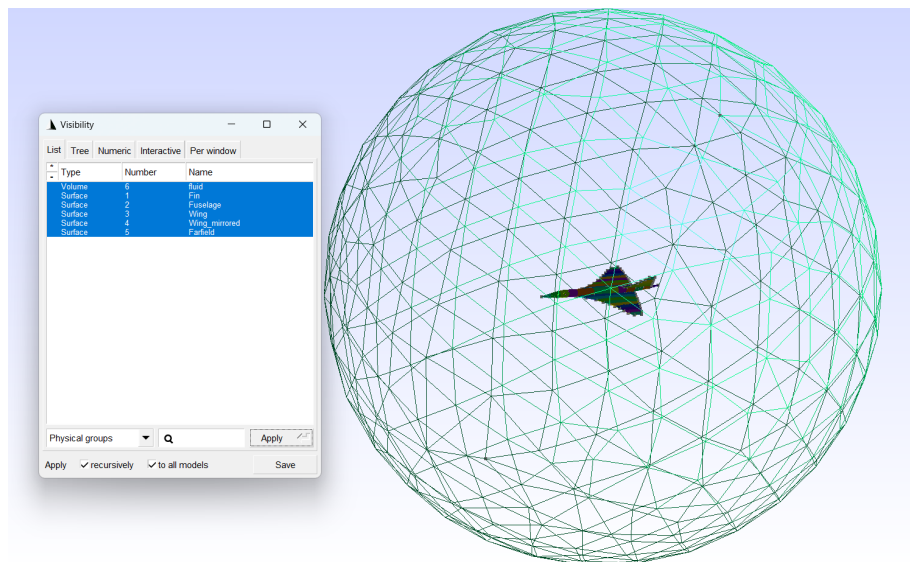 Visibility
List Tree Numeric Interactive Per window
* Type Number Name
-
Volume 6 fluid
Surface 1 Fin
Surface 2 Fuselage
Surface 3 Wing
Surface 4 Wing_mirrored
Surface 5 Farfield
Physical groups Apply
Apply recursively to all models Save